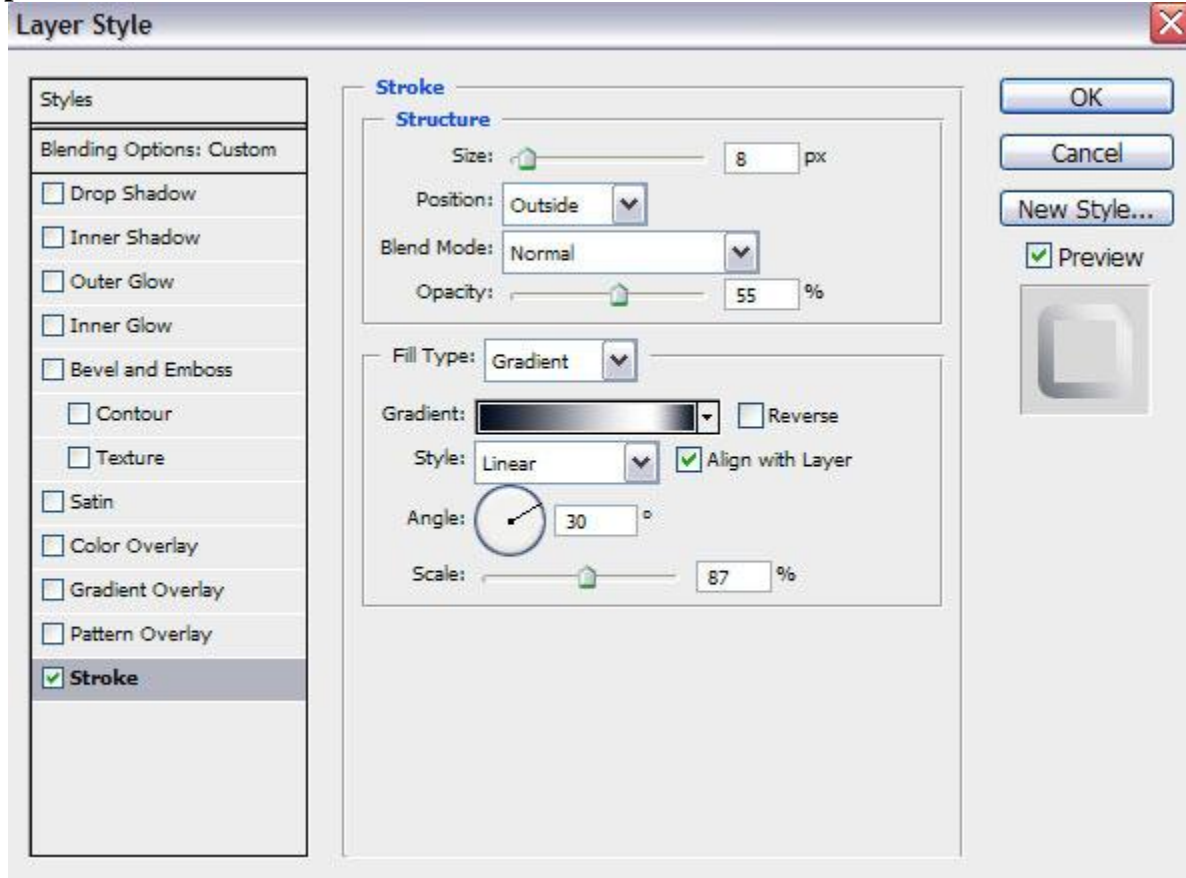 Layer Style
Styles
Blending Options: Custom
Drop Shadow
Inner Shadow
Outer Glow
Inner Glow
Bevel and Emboss
Contour
Texture
Satin
Color Overlay
Gradient Overlay
Pattern Overlay
Stroke
Stroke
Structure
Size: 8 px
Position: Outside
Blend Mode: Normal
Opacity: 55 %
Fill Type: Gradient
Gradient: Reverse
Style: Linear Align with Layer
Angle: 30 °
Scale: 87 %
OK
Cancel
New Style...
Preview